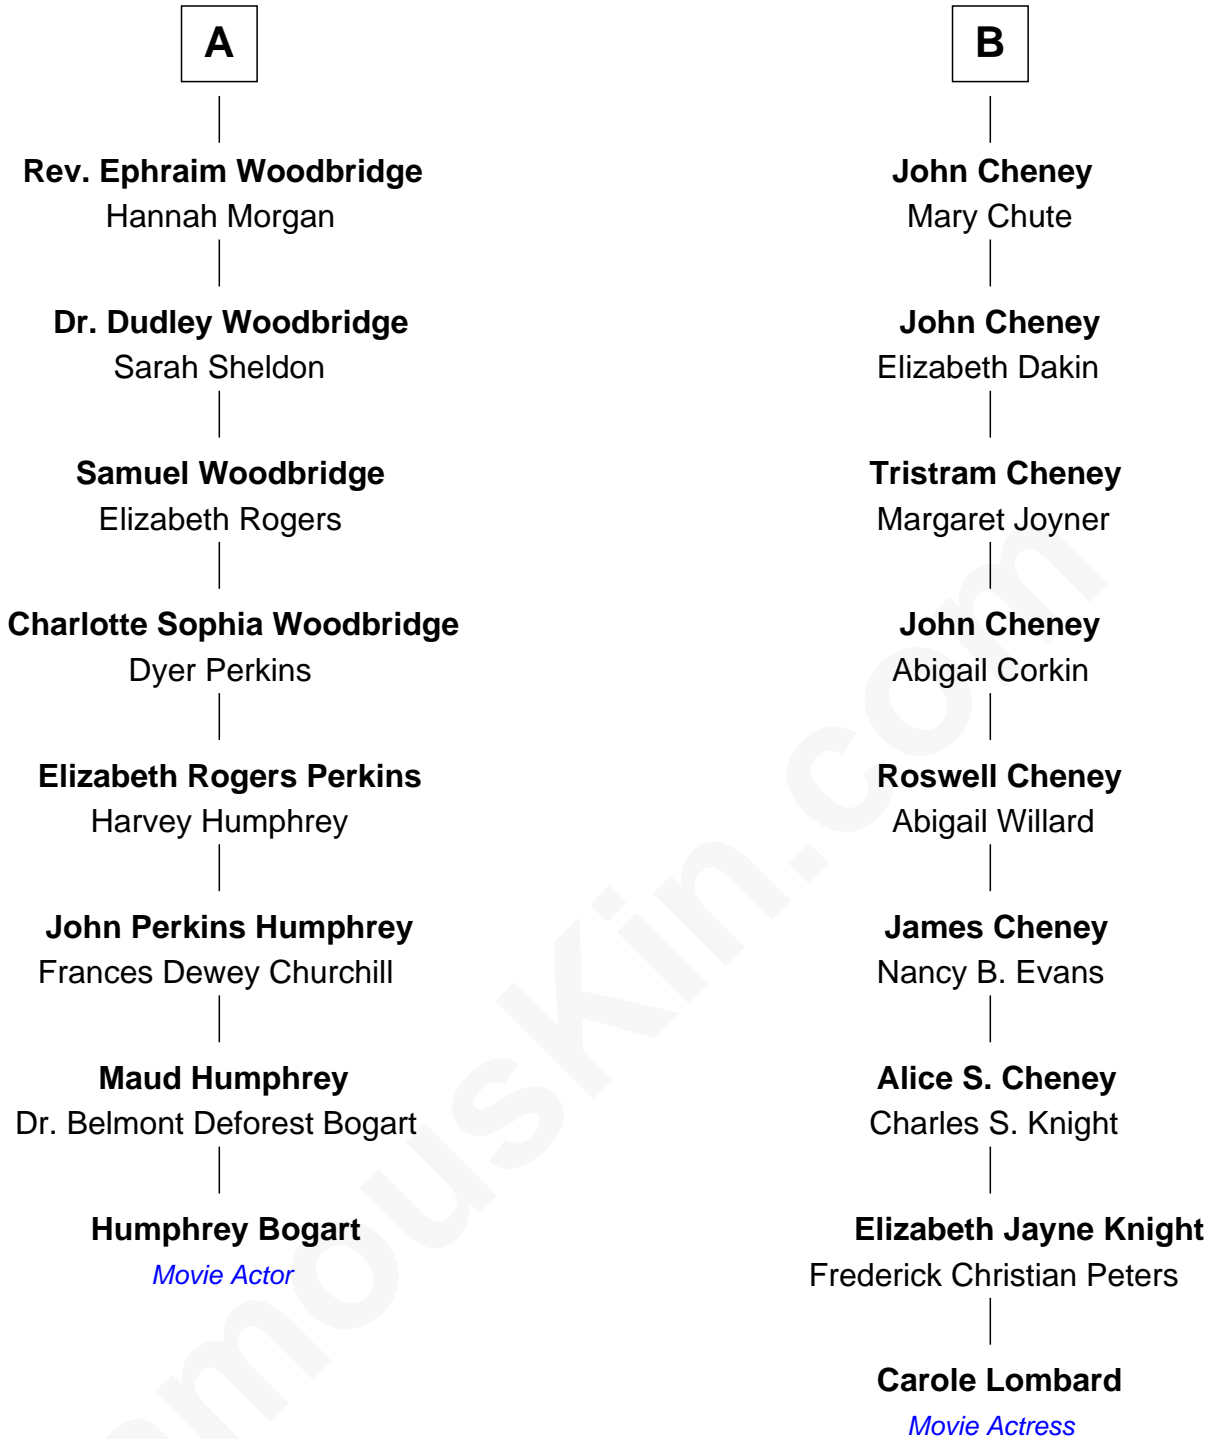 A
Rev. Ephraim Woodbridge
Hannah Morgan
Dr. Dudley Woodbridge
Sarah Sheldon
Samuel Woodbridge
Elizabeth Rogers
Charlotte Sophia Woodbridge
Dyer Perkins
Elizabeth Rogers Perkins
Harvey Humphrey
John Perkins Humphrey
Frances Dewey Churchill
Maud Humphrey
Dr. Belmont Deforest Bogart
Humphrey Bogart
Movie Actor
B
John Cheney
Mary Chute
John Cheney
Elizabeth Dakin
Tristram Cheney
Margaret Joyner
John Cheney
Abigail Corkin
Roswell Cheney
Abigail Willard
James Cheney
Nancy B. Evans
Alice S. Cheney
Charles S. Knight
Elizabeth Jayne Knight
Frederick Christian Peters
Carole Lombard
Movie Actress
amousKin.com